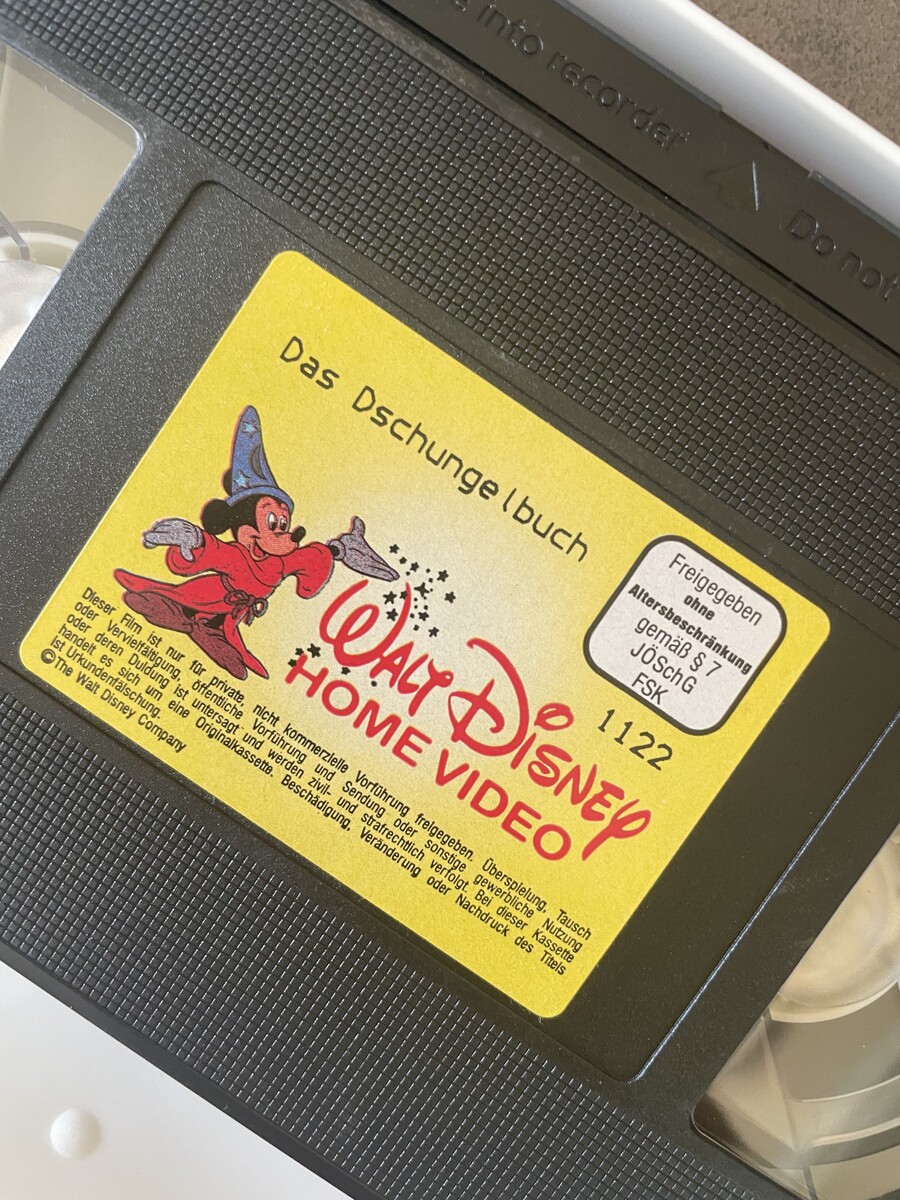 into recorder
Do not
Das Dschungelbuch
Freigegeben
ohne
Altersbeschränkung
gemäß § 7
JÖSchG
FSK
1122
WALT DISNEY
HOME VIDEO
Dieser Film ist nur für private, nicht kommerzielle Vorführung freigegeben. Überspielung, Tausch
oder Vervielfältigung, öffentliche Vorführung und Sendung oder sonstige gewerbliche Nutzung
oder deren Duldung ist untersagt und werden zivil- und strafrechtlich verfolgt. Bei dieser Kassette
handelt es sich um eine Originalkassette. Beschädigung, Veränderung oder Nachdruck des Titels
ist Urkundenfälschung.
©The Walt Disney Company